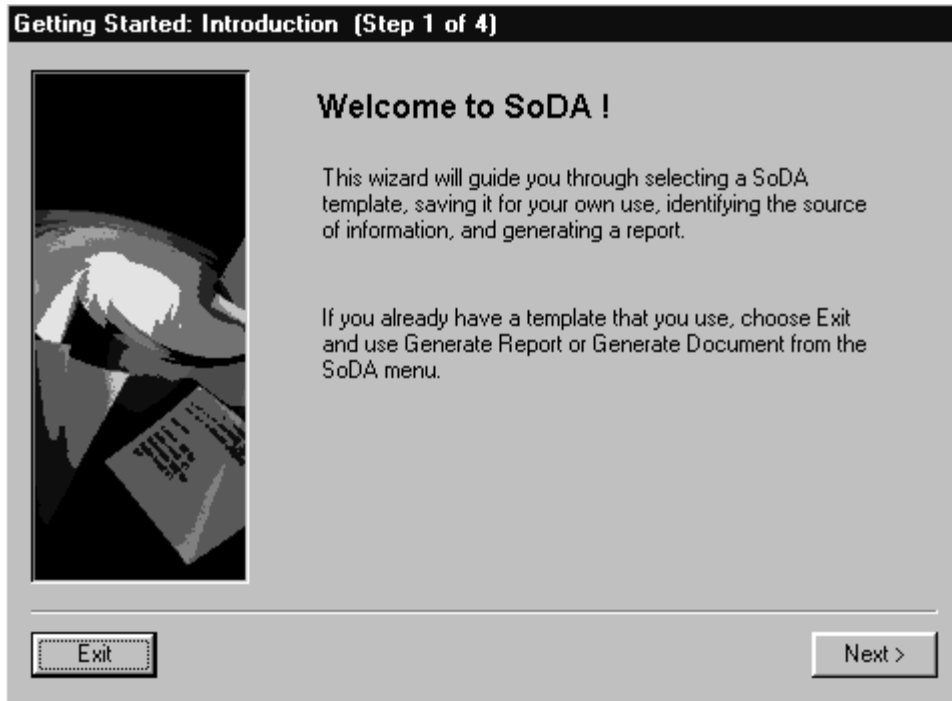 Getting Started: Introduction (Step 1 of 4)
Welcome to SoDA !
This wizard will guide you through selecting a SoDA
template, saving it for your own use, identifying the source
of information, and generating a report.
If you already have a template that you use, choose Exit
and use Generate Report or Generate Document from the
SoDA menu.
Exit
Next >